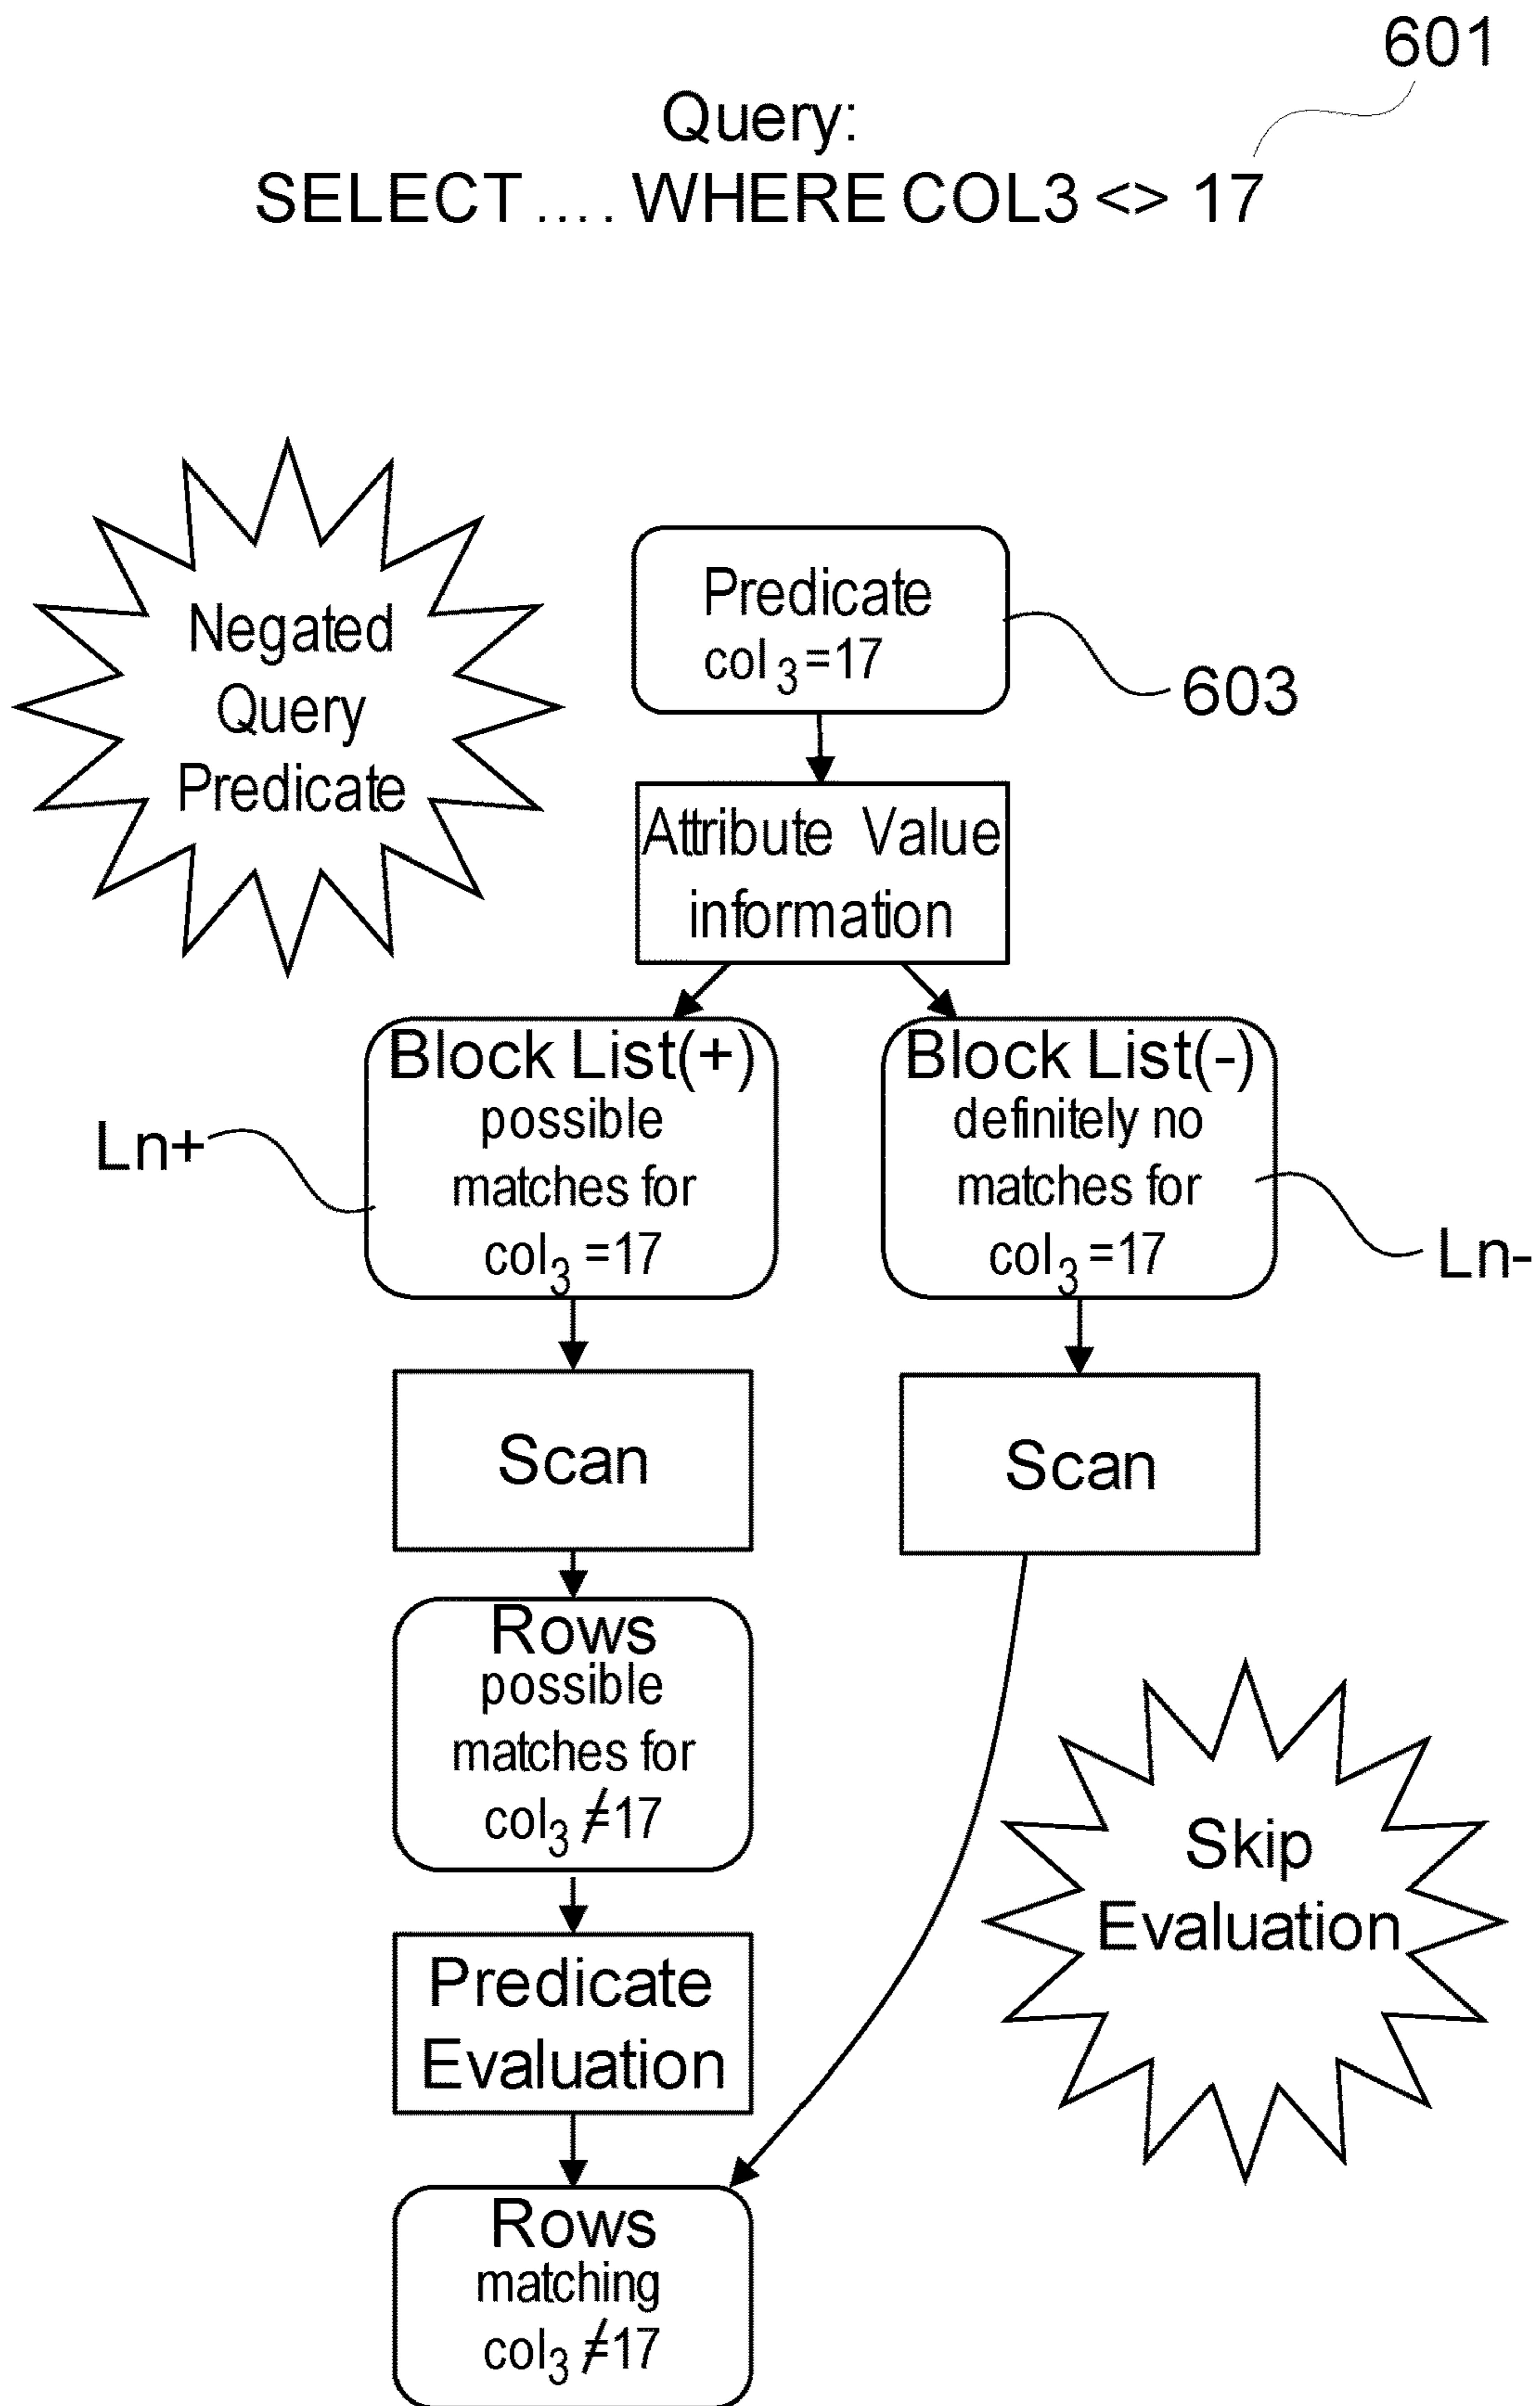 601
Query:
SELECT .... WHERE COL3 <> 17
Negated
Query
Predicate
Predicate
col3=17
603
Attribute Value
information
Block List(+)
possible
matches for
col3=17
Ln+
Block List(-)
definitely no
matches for
col3=17
Ln-
Scan
Scan
Rows
possible
matches for
col3≠17
Skip
Evaluation
Predicate
Evaluation
Rows
matching
col3≠17